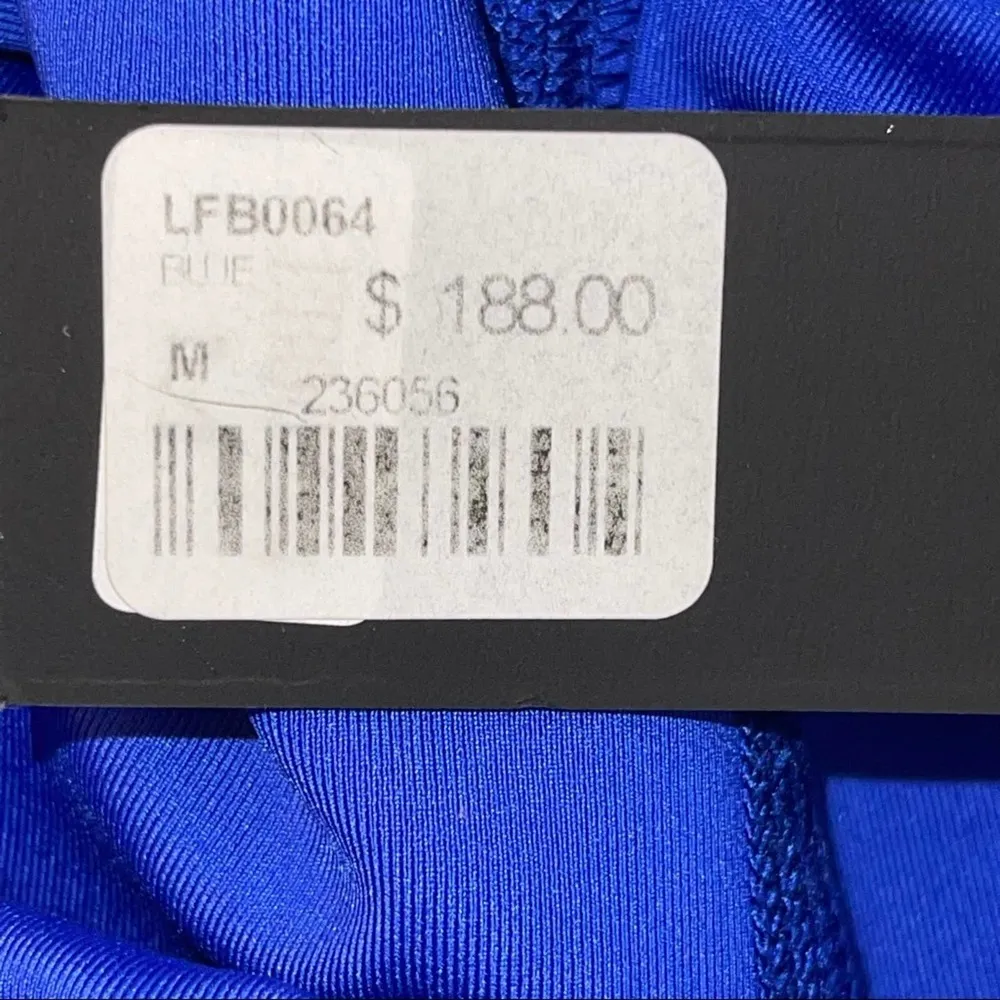 LFB0064
BLUE
$ 188.00
M
236056